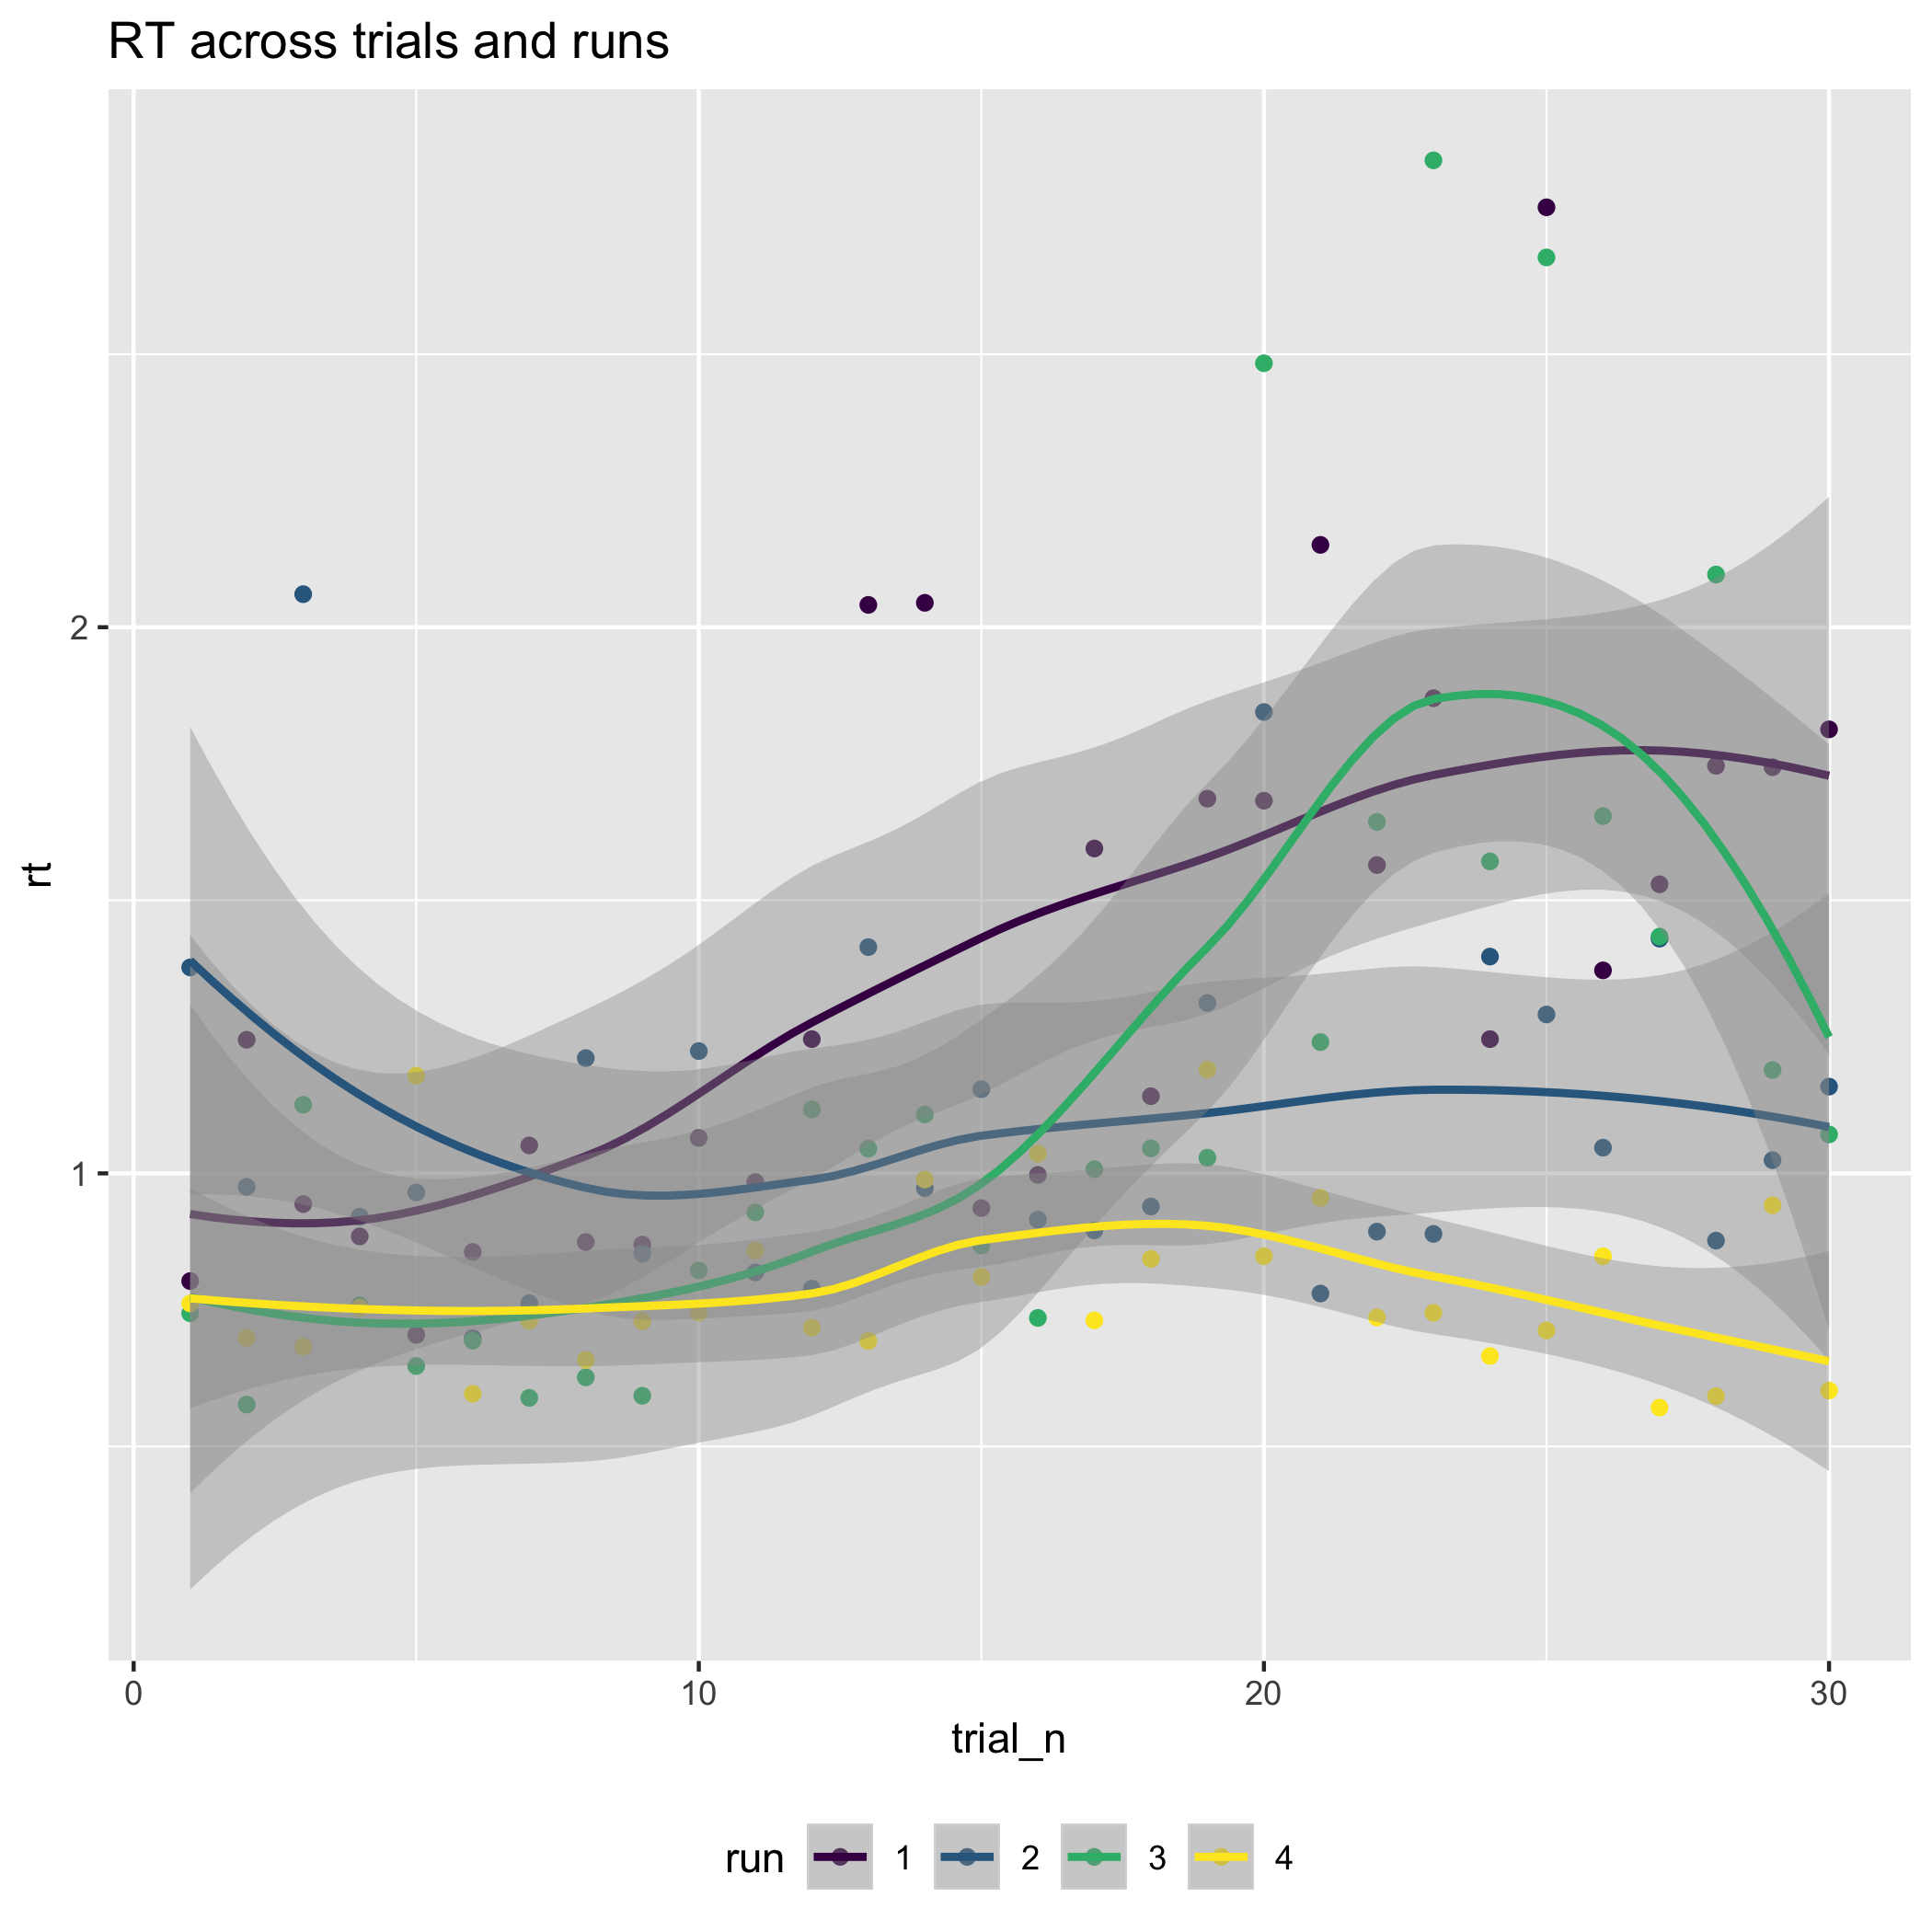 RT across trials and runs
rt
2
1
0 10 20 30
trial_n
run 1 2 3 4